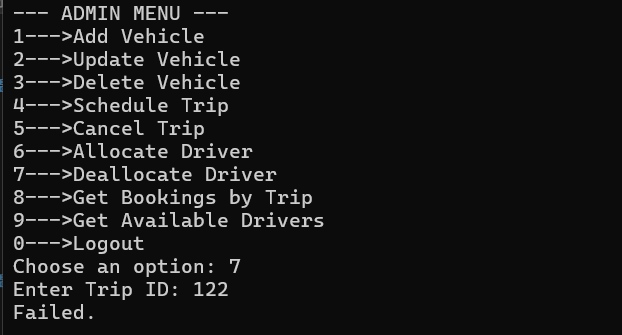 --- ADMIN MENU ---
1--->Add Vehicle
2--->Update Vehicle
3--->Delete Vehicle
4--->Schedule Trip
5--->Cancel Trip
6--->Allocate Driver
7--->Deallocate Driver
8--->Get Bookings by Trip
9--->Get Available Drivers
0--->Logout
Choose an option: 7
Enter Trip ID: 122
Failed.